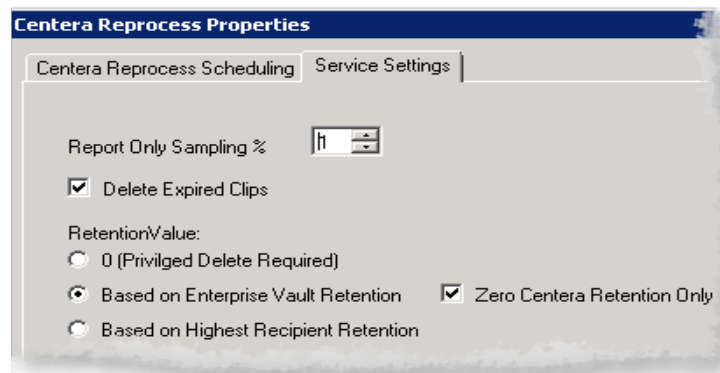 Centera Reprocess Properties
Centera Reprocess Scheduling Service Settings
Report Only Sampling %
Delete Expired Clips
RetentionValue:
0 (Privilged Delete Required)
Based on Enterprise Vault Retention Zero Centera Retention Only
Based on Highest Recipient Retention